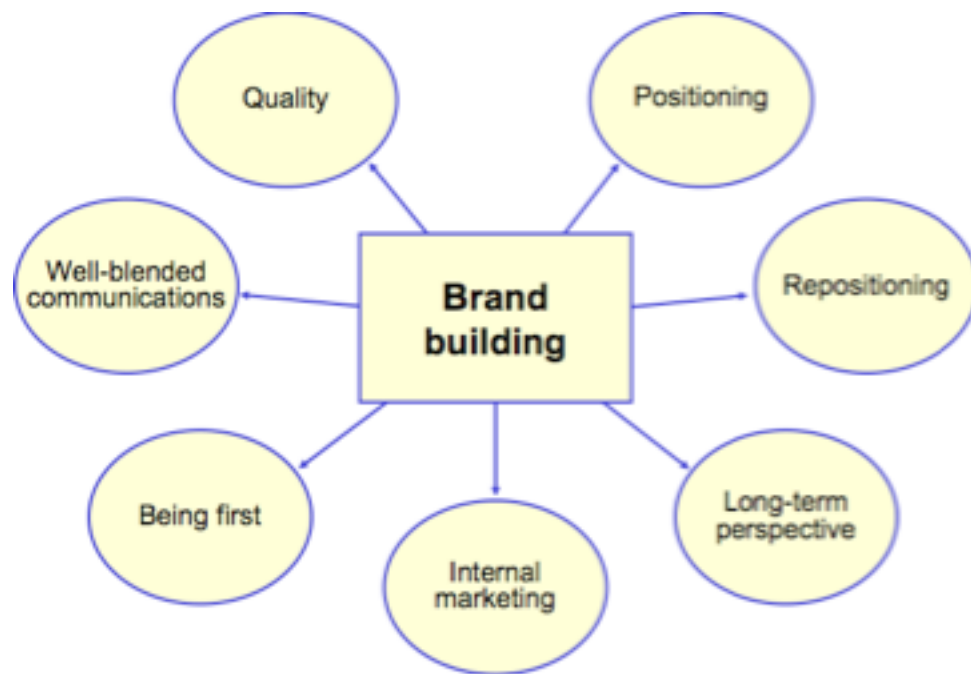 Quality
Positioning
Well-blended
communications
Brand
building
Repositioning
Being first
Internal
marketing
Long-term
perspective